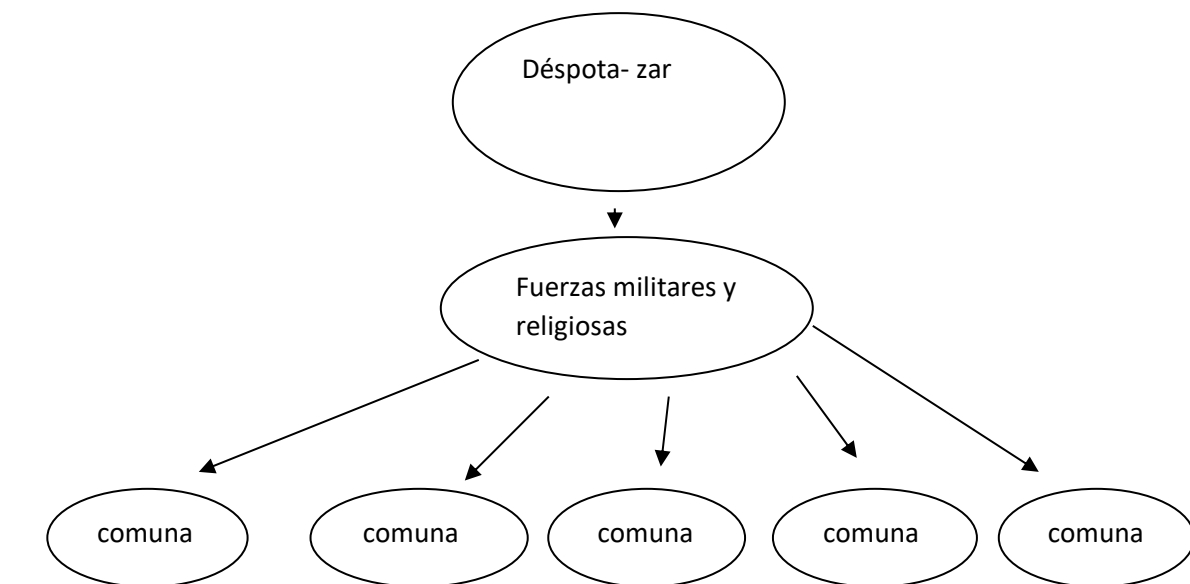 Déspota- zar
Fuerzas militares y
religiosas
comuna
comuna
comuna
comuna
comuna